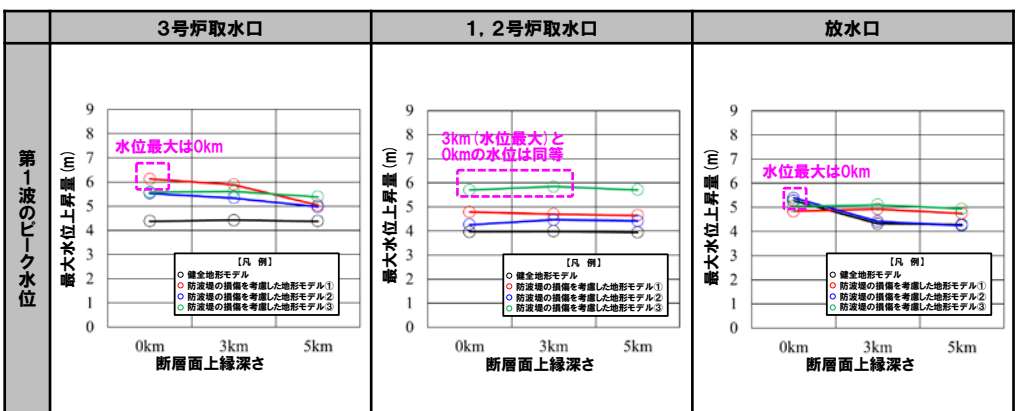 3号炉取水口
1,2号炉取水口
放水口
第1波のピーク水位
最大水位上昇量(m)
9
8
7
6
5
4
3
2
1
0
水位最大は0km
【凡 例】
健全地形モデル
防波堤の損傷を考慮した地形モデル①
防波堤の損傷を考慮した地形モデル②
防波堤の損傷を考慮した地形モデル③
0km 3km 5km
断層面上縁深さ
最大水位上昇量(m)
9
8
7
6
5
4
3
2
1
0
3km(水位最大)と
0kmの水位は同等
【凡 例】
健全地形モデル
防波堤の損傷を考慮した地形モデル①
防波堤の損傷を考慮した地形モデル②
防波堤の損傷を考慮した地形モデル③
0km 3km 5km
断層面上縁深さ
最大水位上昇量(m)
9
8
7
6
5
4
3
2
1
0
水位最大は0km
【凡 例】
健全地形モデル
防波堤の損傷を考慮した地形モデル①
防波堤の損傷を考慮した地形モデル②
防波堤の損傷を考慮した地形モデル③
0km 3km 5km
断層面上縁深さ